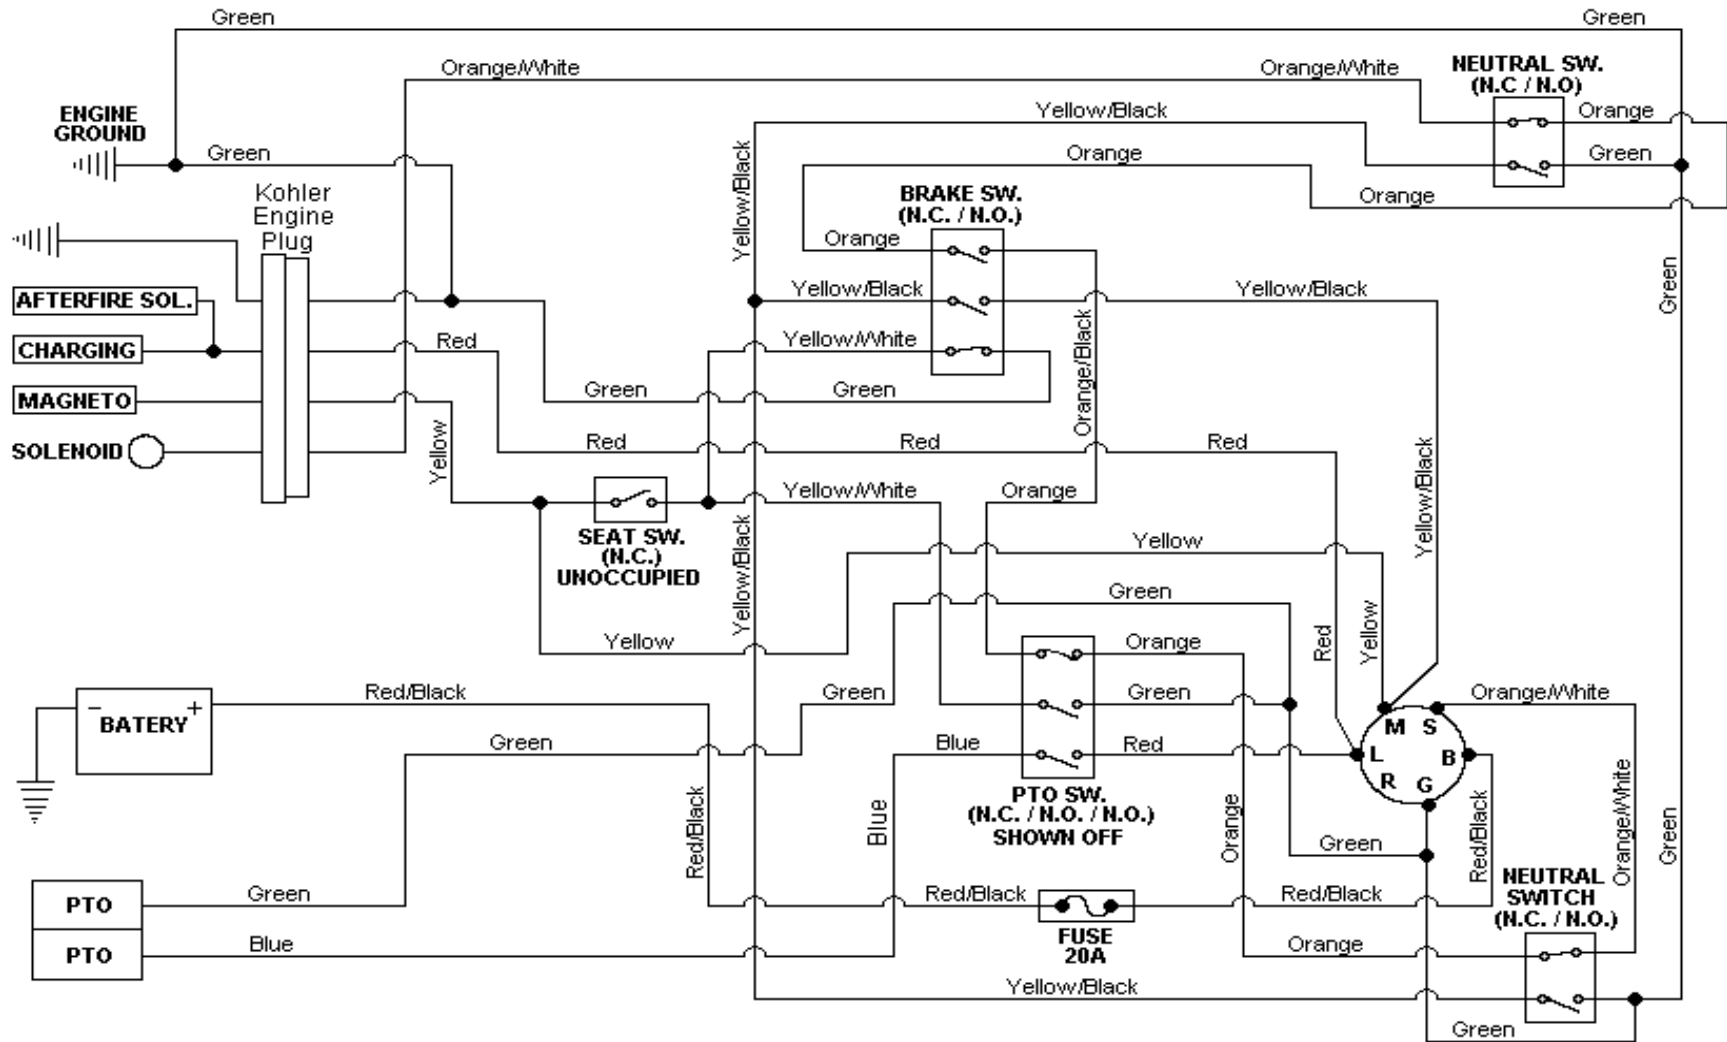 Green
Green
Orange/White
Orange/White
NEUTRAL SW.
(N.C / N.O)
ENGINE
GROUND
Yellow/Black
Orange
Green
Orange
Green
Kohler
Engine
Plug
BRAKE SW.
(N.C. / N.O.)
Orange
Yellow/Black
Orange
Green
AFTERFIRE SOL.
Yellow/Black
Yellow/Black
CHARGING
Red
Yellow/White
Orange/Black
MAGNETO
Green
Green
SOLENOID
Yellow
Red
Red
Red
Yellow/Black
Yellow/White
Orange
SEAT SW.
(N.C.)
UNOCCUPIED
Yellow/Black
Yellow
Green
Yellow
Orange
Red
Yellow
BATERY
-
+
Red/Black
Green
Green
Orange/White
Green
Blue
Red
M
S
L
B
R
G
PTO SW.
(N.C. / N.O. / N.O.)
SHOWN OFF
Red/Black
Blue
Orange
Green
Red/Black
Orange/White
Green
PTO
Green
Red/Black
FUSE
20A
Red/Black
NEUTRAL
SWITCH
(N.C. / N.O.)
PTO
Blue
Orange
Yellow/Black
Green